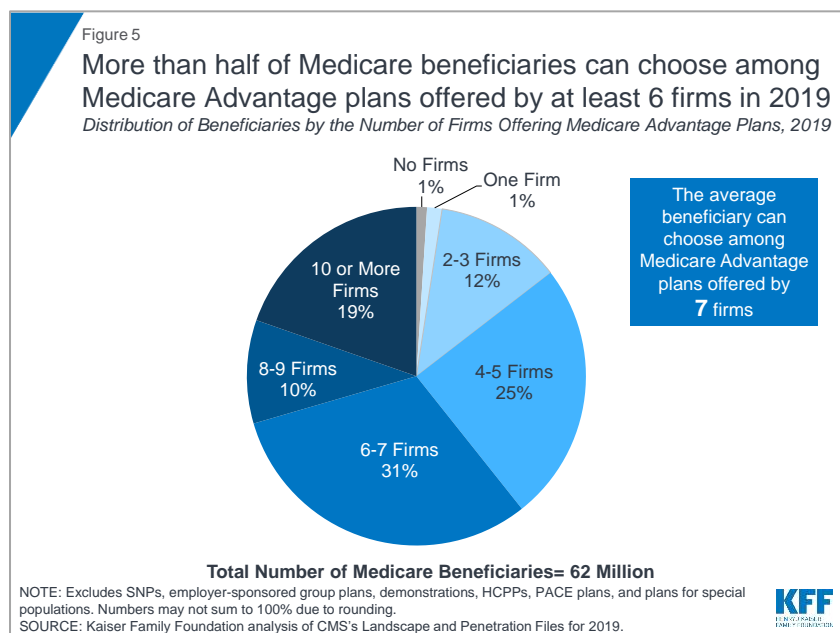 Figure 5
More than half of Medicare beneficiaries can choose among
Medicare Advantage plans offered by at least 6 firms in 2019
Distribution of Beneficiaries by the Number of Firms Offering Medicare Advantage Plans, 2019
No Firms
1%
One Firm
1%
2-3 Firms
12%
4-5 Firms
25%
6-7 Firms
31%
8-9 Firms
10%
10 or More
Firms
19%
The average
beneficiary can
choose among
Medicare Advantage
plans offered by
7 firms
Total Number of Medicare Beneficiaries= 62 Million
NOTE: Excludes SNPs, employer-sponsored group plans, demonstrations, HCPPs, PACE plans, and plans for special
populations. Numbers may not sum to 100% due to rounding.
SOURCE: Kaiser Family Foundation analysis of CMS's Landscape and Penetration Files for 2019.
KFF
HENRY J KAISER
FAMILY FOUNDATION